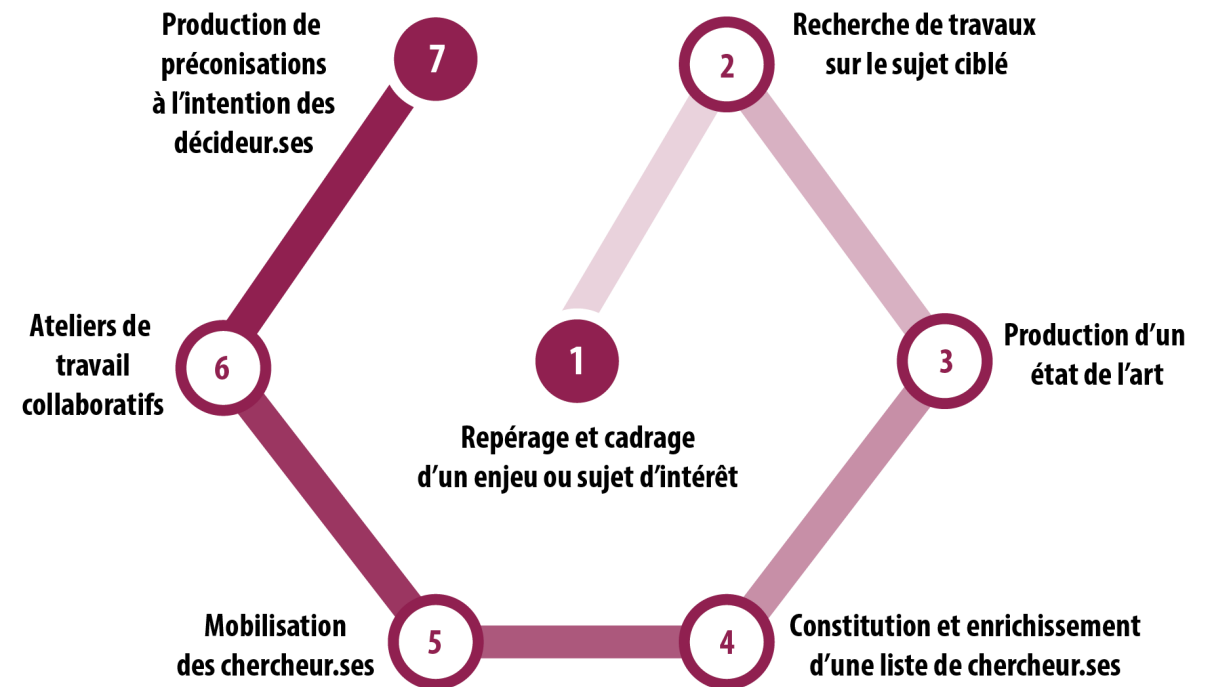 1
Repérage et cadrage
d'un enjeu ou sujet d'intérêt
2
Recherche de travaux
sur le sujet ciblé
3
Production d'un
état de l'art
4
Constitution et enrichissement
d'une liste de chercheur.ses
5
Mobilisation
des chercheur.ses
6
Ateliers de
travail
collaboratifs
7
Production de
préconisations
à l'intention des
décideur.ses